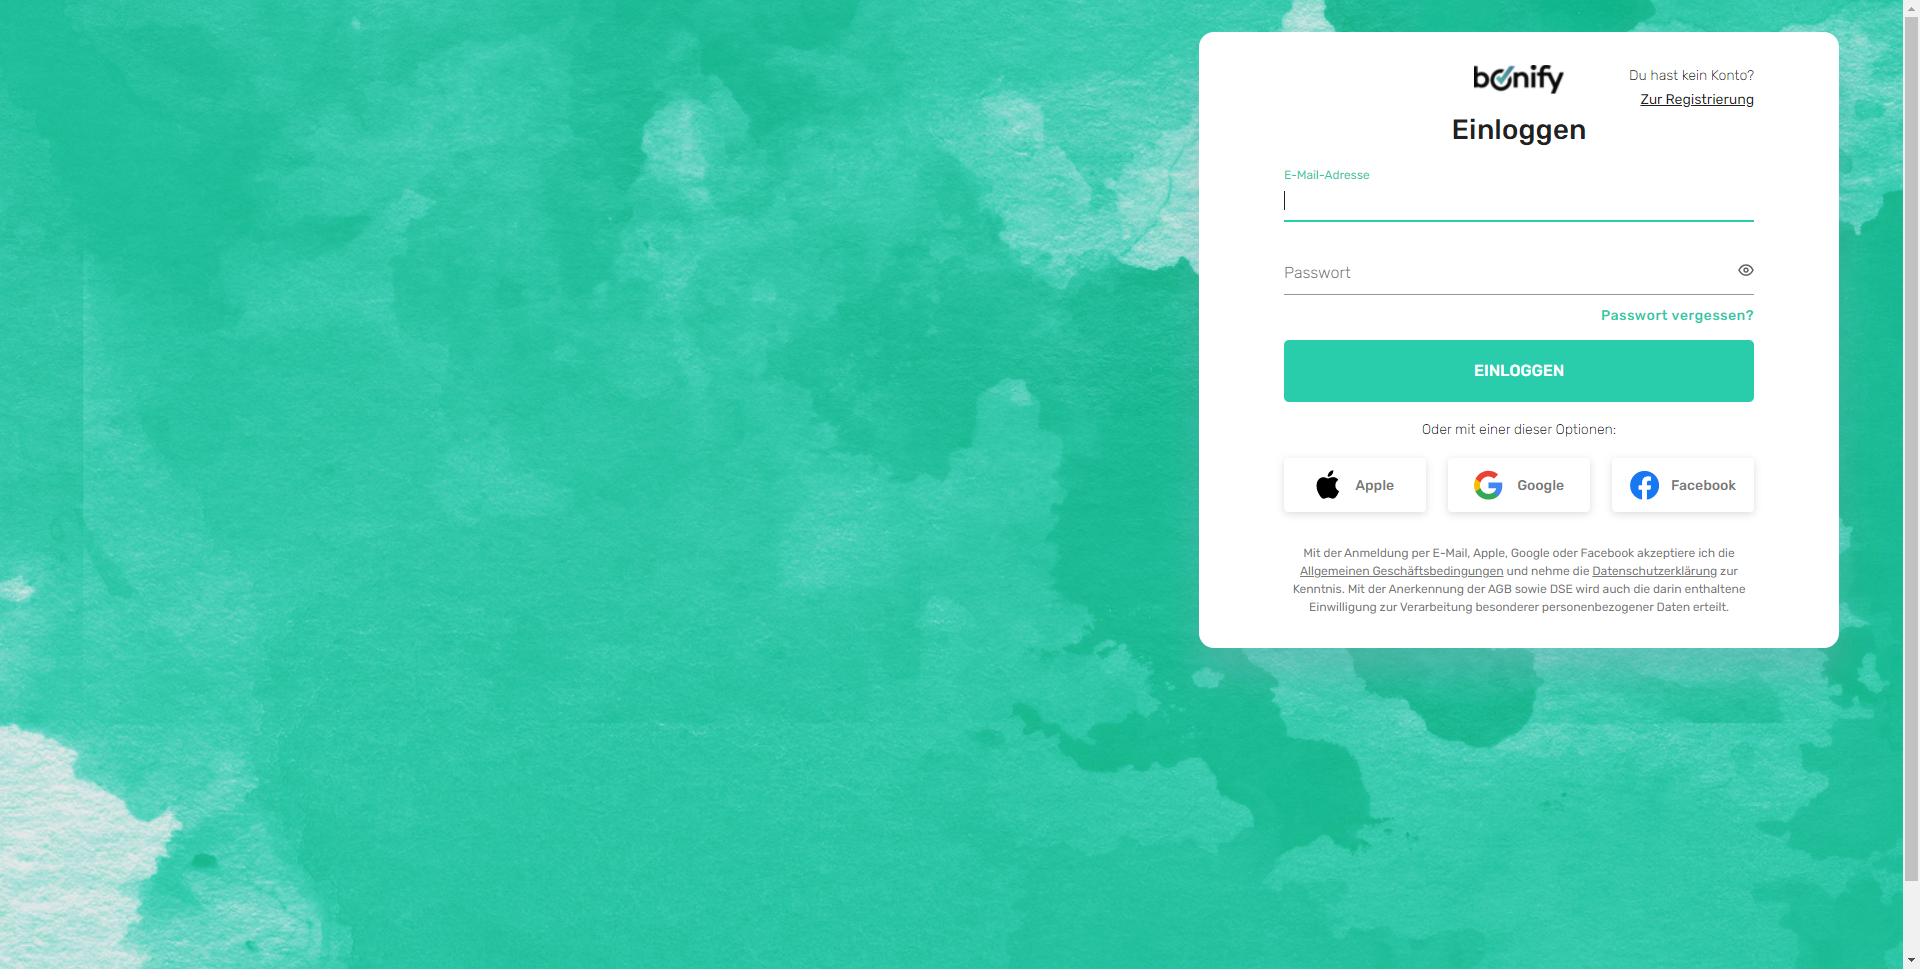 bonify
Du hast kein Konto?
Zur Registrierung
Einloggen
E-Mail-Adresse
Passwort
Passwort vergessen?
EINLOGGEN
Oder mit einer dieser Optionen:
Apple
Google
Facebook
Mit der Anmeldung per E-Mail, Apple, Google oder Facebook akzeptiere ich die
Allgemeinen Geschäftsbedingungen und nehme die Datenschutzerklärung zur
Kenntnis. Mit der Anerkennung der AGB sowie DSE wird auch die darin enthaltene
Einwilligung zur Verarbeitung besonderer personenbezogener Daten erteilt.